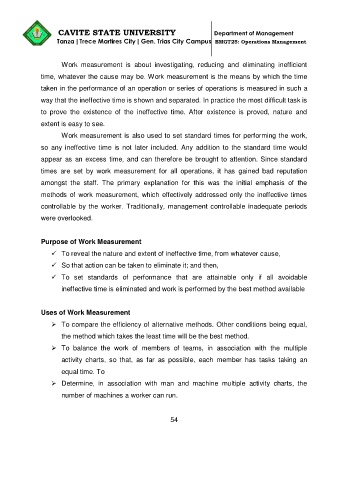 CAVITE STATE UNIVERSITY Department of Management
Tanza | Trece Martires City | Gen. Trias City Campus BMGT25: Operations Management
Work measurement is about investigating, reducing and eliminating inefficient
time, whatever the cause may be. Work measurement is the means by which the time
taken in the performance of an operation or series of operations is measured in such a
way that the ineffective time is shown and separated. In practice the most difficult task is
to prove the existence of the ineffective time. After existence is proved, nature and
extent is easy to see.
Work measurement is also used to set standard times for performing the work,
so any ineffective time is not later included. Any addition to the standard time would
appear as an excess time, and can therefore be brought to attention. Since standard
times are set by work measurement for all operations, it has gained bad reputation
amongst the staff. The primary explanation for this was the initial emphasis of the
methods of work measurement, which effectively addressed only the ineffective times
controllable by the worker. Traditionally, management controllable inadequate periods
were overlooked.
Purpose of Work Measurement
✓ To reveal the nature and extent of ineffective time, from whatever cause,
✓ So that action can be taken to eliminate it; and then,
✓ To set standards of performance that are attainable only if all avoidable
ineffective time is eliminated and work is performed by the best method available
Uses of Work Measurement
➢ To compare the efficiency of alternative methods. Other conditions being equal,
the method which takes the least time will be the best method.
➢ To balance the work of members of teams, in association with the multiple
activity charts, so that, as far as possible, each member has tasks taking an
equal time. To
➢ Determine, in association with man and machine multiple activity charts, the
number of machines a worker can run.
54